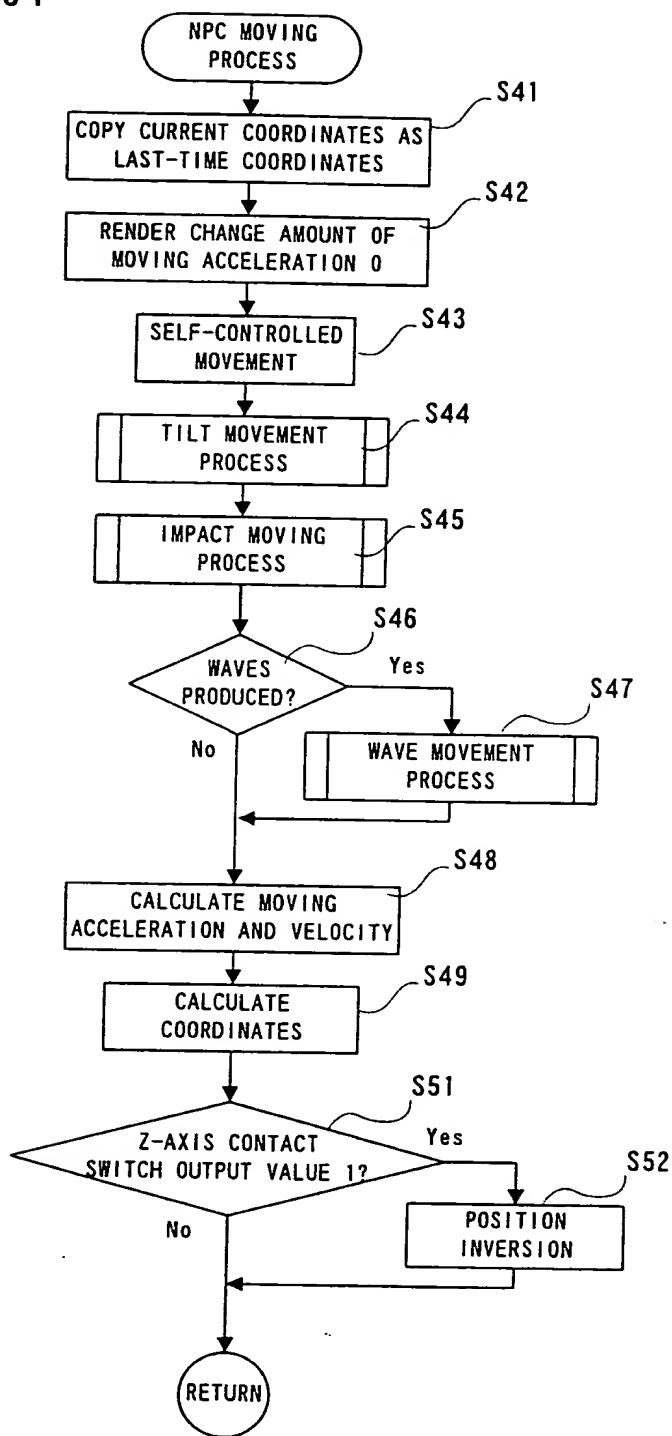 NPC MOVING
PROCESS
S41
COPY CURRENT COORDINATES AS
LAST-TIME COORDINATES
S42
RENDER CHANGE AMOUNT OF
MOVING ACCELERATION 0
S43
SELF-CONTROLLED
MOVEMENT
S44
TILT MOVEMENT
PROCESS
S45
IMPACT MOVING
PROCESS
S46
WAVES
PRODUCED?
Yes
No
S47
WAVE MOVEMENT
PROCESS
S48
CALCULATE MOVING
ACCELERATION AND VELOCITY
S49
CALCULATE
COORDINATES
S51
Z-AXIS CONTACT
SWITCH OUTPUT VALUE 1?
Yes
No
S52
POSITION
INVERSION
RETURN